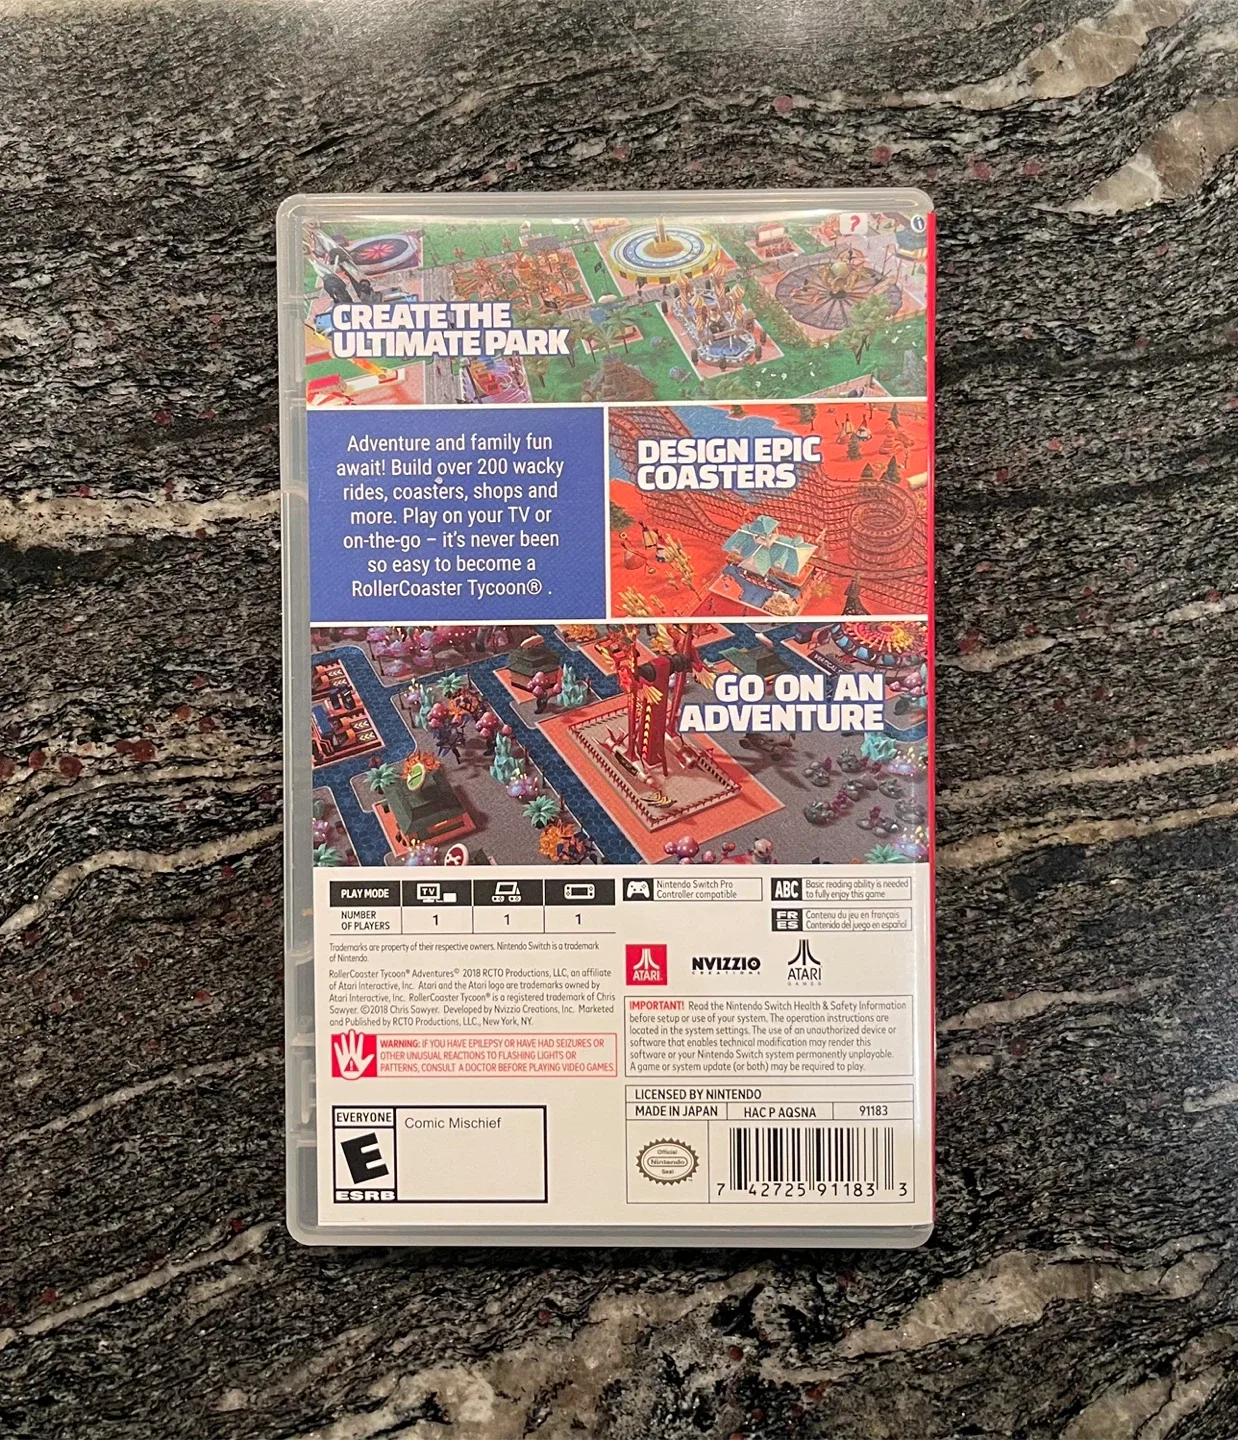 ?
i
CREATE THE
ULTIMATE PARK
Adventure and family fun
await! Build over 200 wacky
rides, coasters, shops and
more. Play on your TV or
on-the-go – it's never been
so easy to become a
RollerCoaster Tycoon® .
DESIGN EPIC
COASTERS
GO ON AN
ADVENTURE
PLAY MODE
TV
NUMBER
OF PLAYERS
1
1
1
Nintendo Switch Pro
Controller compatible
ABC
Basic reading ability is needed
to fully enjoy this game
FR
ES
Contenu du jeu en français
Contenido del juego en español
Trademarks are property of their respective owners. Nintendo Switch is a trademark
of Nintendo.
RollerCoaster Tycoon® Adventures© 2018 RCTO Productions, LLC, an affiliate
of Atari Interactive, Inc. Atari and the Atari logo are trademarks owned by
Atari Interactive, Inc. RollerCoaster Tycoon® is a registered trademark of Chris
Sawyer. ©2018 Chris Sawyer. Developed by Nvizzio Creations, Inc. Marketed
and Published by RCTO Productions, LLC., New York, NY.
ATARI
NVIZZIO
CREATIONS
ATARI
GAMES
WARNING: IF YOU HAVE EPILEPSY OR HAVE HAD SEIZURES OR
OTHER UNUSUAL REACTIONS TO FLASHING LIGHTS OR
PATTERNS, CONSULT A DOCTOR BEFORE PLAYING VIDEO GAMES.
IMPORTANT! Read the Nintendo Switch Health & Safety Information
before setup or use of your system. The operation instructions are
located in the system settings. The use of an unauthorized device or
software that enables technical modification may render this
software or your Nintendo Switch system permanently unplayable.
A game or system update (or both) may be required to play.
LICENSED BY NINTENDO
MADE IN JAPAN
HAC P AQSNA
91183
EVERYONE
E
ESRB
Comic Mischief
Official
Nintendo
Seal
7 42725 91183 3